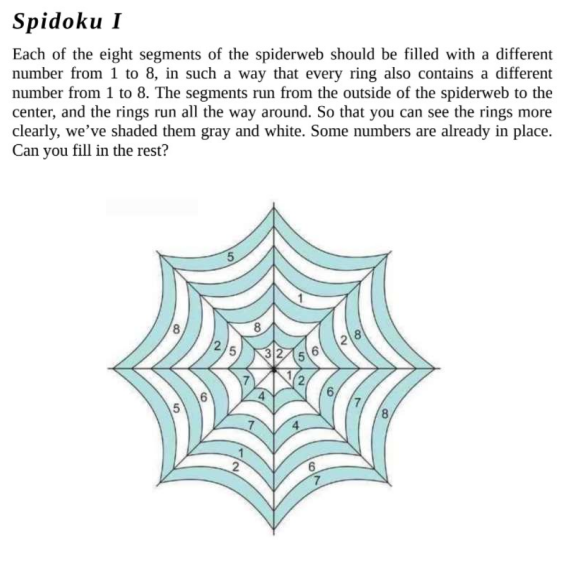 Spidoku I
Each of the eight segments of the spiderweb should be filled with a different
number from 1 to 8, in such a way that every ring also contains a different
number from 1 to 8. The segments run from the outside of the spiderweb to the
center, and the rings run all the way around. So that you can see the rings more
clearly, we’ve shaded them gray and white. Some numbers are already in place.
Can you fill in the rest?
5
1
8 8
2 5 3 2 5 6 2 8
7 1 2
5 6 4 6 7 8
7 4
1
2 6
7